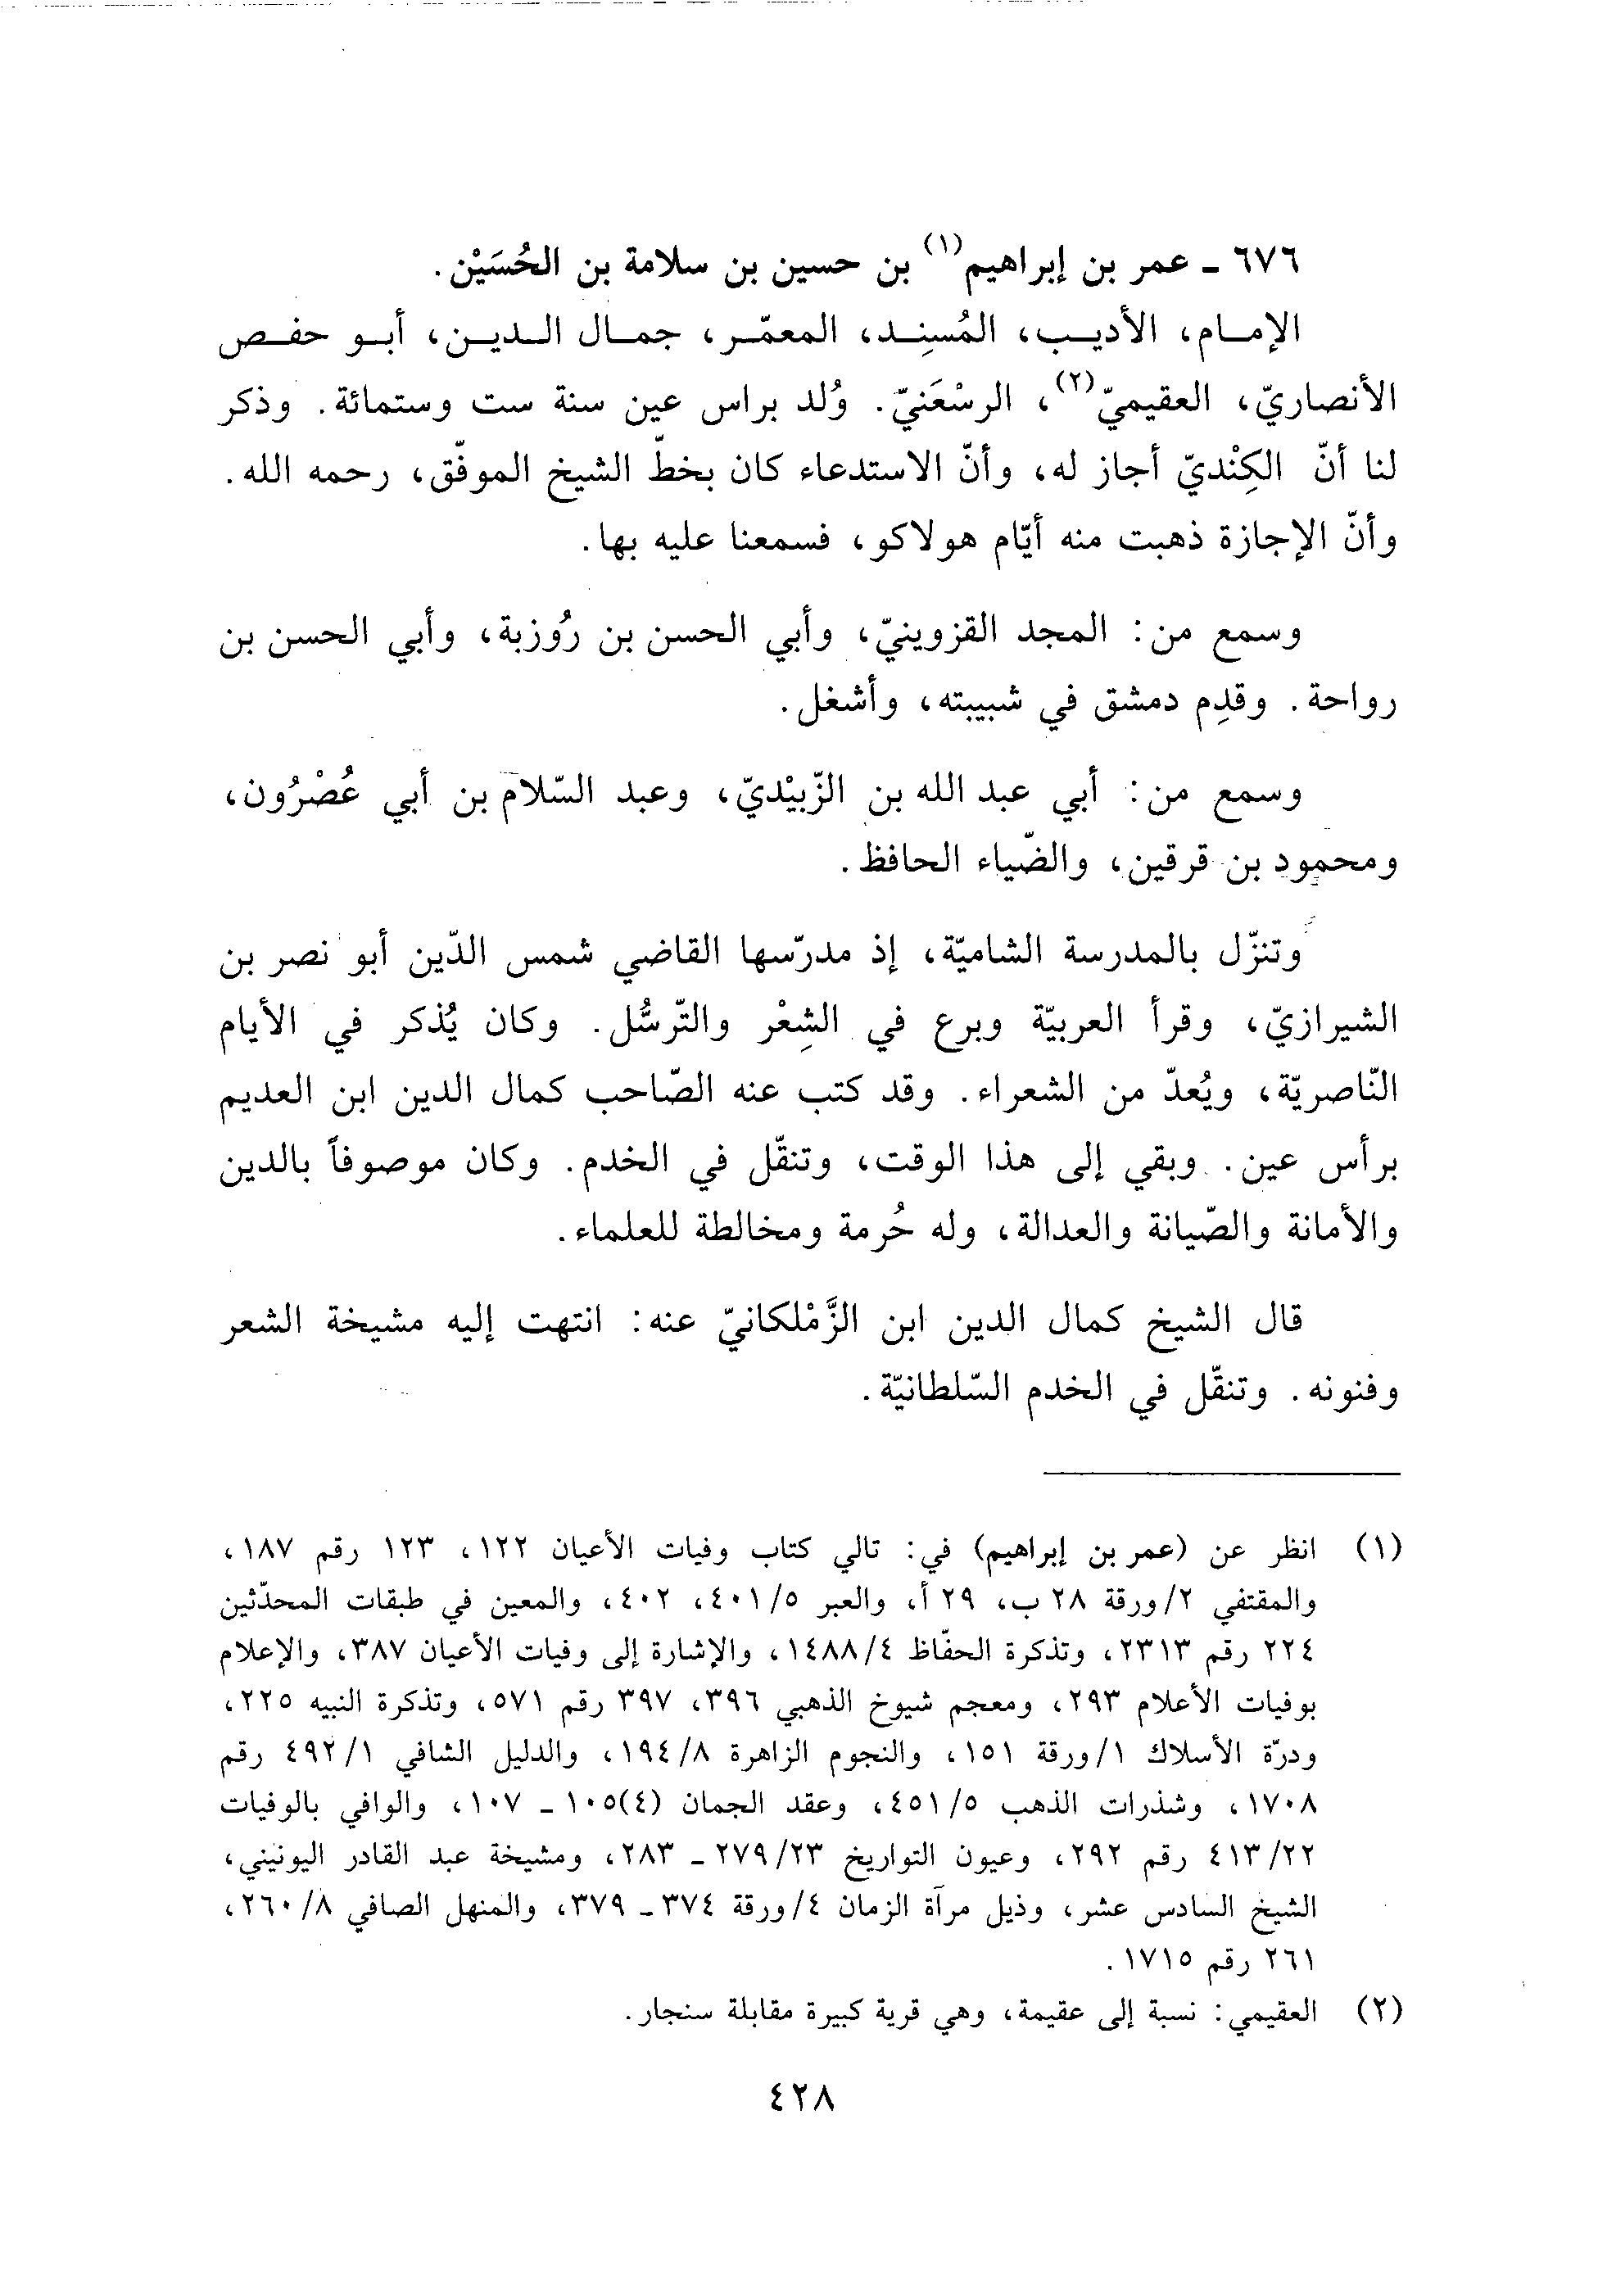 ٦٧٦ ـ عمر بن إبراهيم(١) بن حسين بن سلامة بن الحُسَيْن.
الإمـام، الأديـب، المُسنِـد، المعمّـر، جمـال الـديـن، أبـو حفـص
الأنصاريّ، العقيميّ(٢)، الرسْعَنيّ. وُلد براس عين سنة ست وستمائة. وذكر
لنا أنّ الكِنْديّ أجاز له، وأنّ الاستدعاء كان بخطّ الشيخ الموفّق، رحمه الله.
وأنّ الإجازة ذهبت منه أيّام هولاكو، فسمعنا عليه بها.
وسمع من: المجد القزوينيّ، وأبي الحسن بن رُوزبة، وأبي الحسن بن
رواحة. وقدِم دمشق في شبيبته، وأشغل.
وسمع من: أبي عبد الله بن الزّبيْديّ، وعبد السّلام بن أبي عُصْرُون،
ومحمود بن قرقين، والضّياء الحافظ.
وتنزّل بالمدرسة الشاميّة، إذ مدرّسها القاضي شمس الدّين أبو نصر بن
الشيرازيّ، وقرأ العربيّة وبرع في الشِعْر والتّرسُّل. وكان يُذكر في الأيام
النّاصريّة، ويُعدّ من الشعراء. وقد كتب عنه الصّاحب كمال الدين ابن العديم
برأس عين. وبقي إلى هذا الوقت، وتنقّل في الخدم. وكان موصوفاً بالدين
والأمانة والصّيانة والعدالة، وله حُرمة ومخالطة للعلماء.
قال الشيخ كمال الدين ابن الزَّمْلكانيّ عنه: انتهت إليه مشيخة الشعر
وفنونه. وتنقّل في الخدم السّلطانيّة.
(١) انظر عن (عمر بن إبراهيم) في: تالي كتاب وفيات الأعيان ١٢٢، ١٢٣ رقم ١٨٧،
والمقتفي ٢/ورقة ٢٨ ب، ٢٩ أ، والعبر ٤٠١/٥، ٤٠٢، والمعين في طبقات المحدّثين
٢٢٤ رقم ٢٣١٣، وتذكرة الحفّاظ ١٤٨٨/٤، والإشارة إلى وفيات الأعيان ٣٨٧، والإعلام
بوفيات الأعلام ٢٩٣، ومعجم شيوخ الذهبي ٣٩٦، ٣٩٧ رقم ٥٧١، وتذكرة النبيه ٢٢٥،
ودرّة الأسلاك ١/ورقة ١٥١، والنجوم الزاهرة ١٩٤/٨، والدليل الشافي ٤٩٢/١ رقم
١٧٠٨، وشذرات الذهب ٤٥١/٥، وعقد الجمان (٤)١٠٥ ـ ١٠٧، والوافي بالوفيات
٤١٣/٢٢ رقم ٢٩٢، وعيون التواريخ ٢٧٩/٢٣ ـ ٢٨٣، ومشيخة عبد القادر اليونيني،
الشيخ السادس عشر، وذيل مرآة الزمان ٤/ورقة ٣٧٤ ـ ٣٧٩، والمنهل الصافي ٢٦٠/٨،
٢٦١ رقم ١٧١٥.
(٢) العقيمي: نسبة إلى عقيمة، وهي قرية كبيرة مقابلة سنجار.
٤٢٨